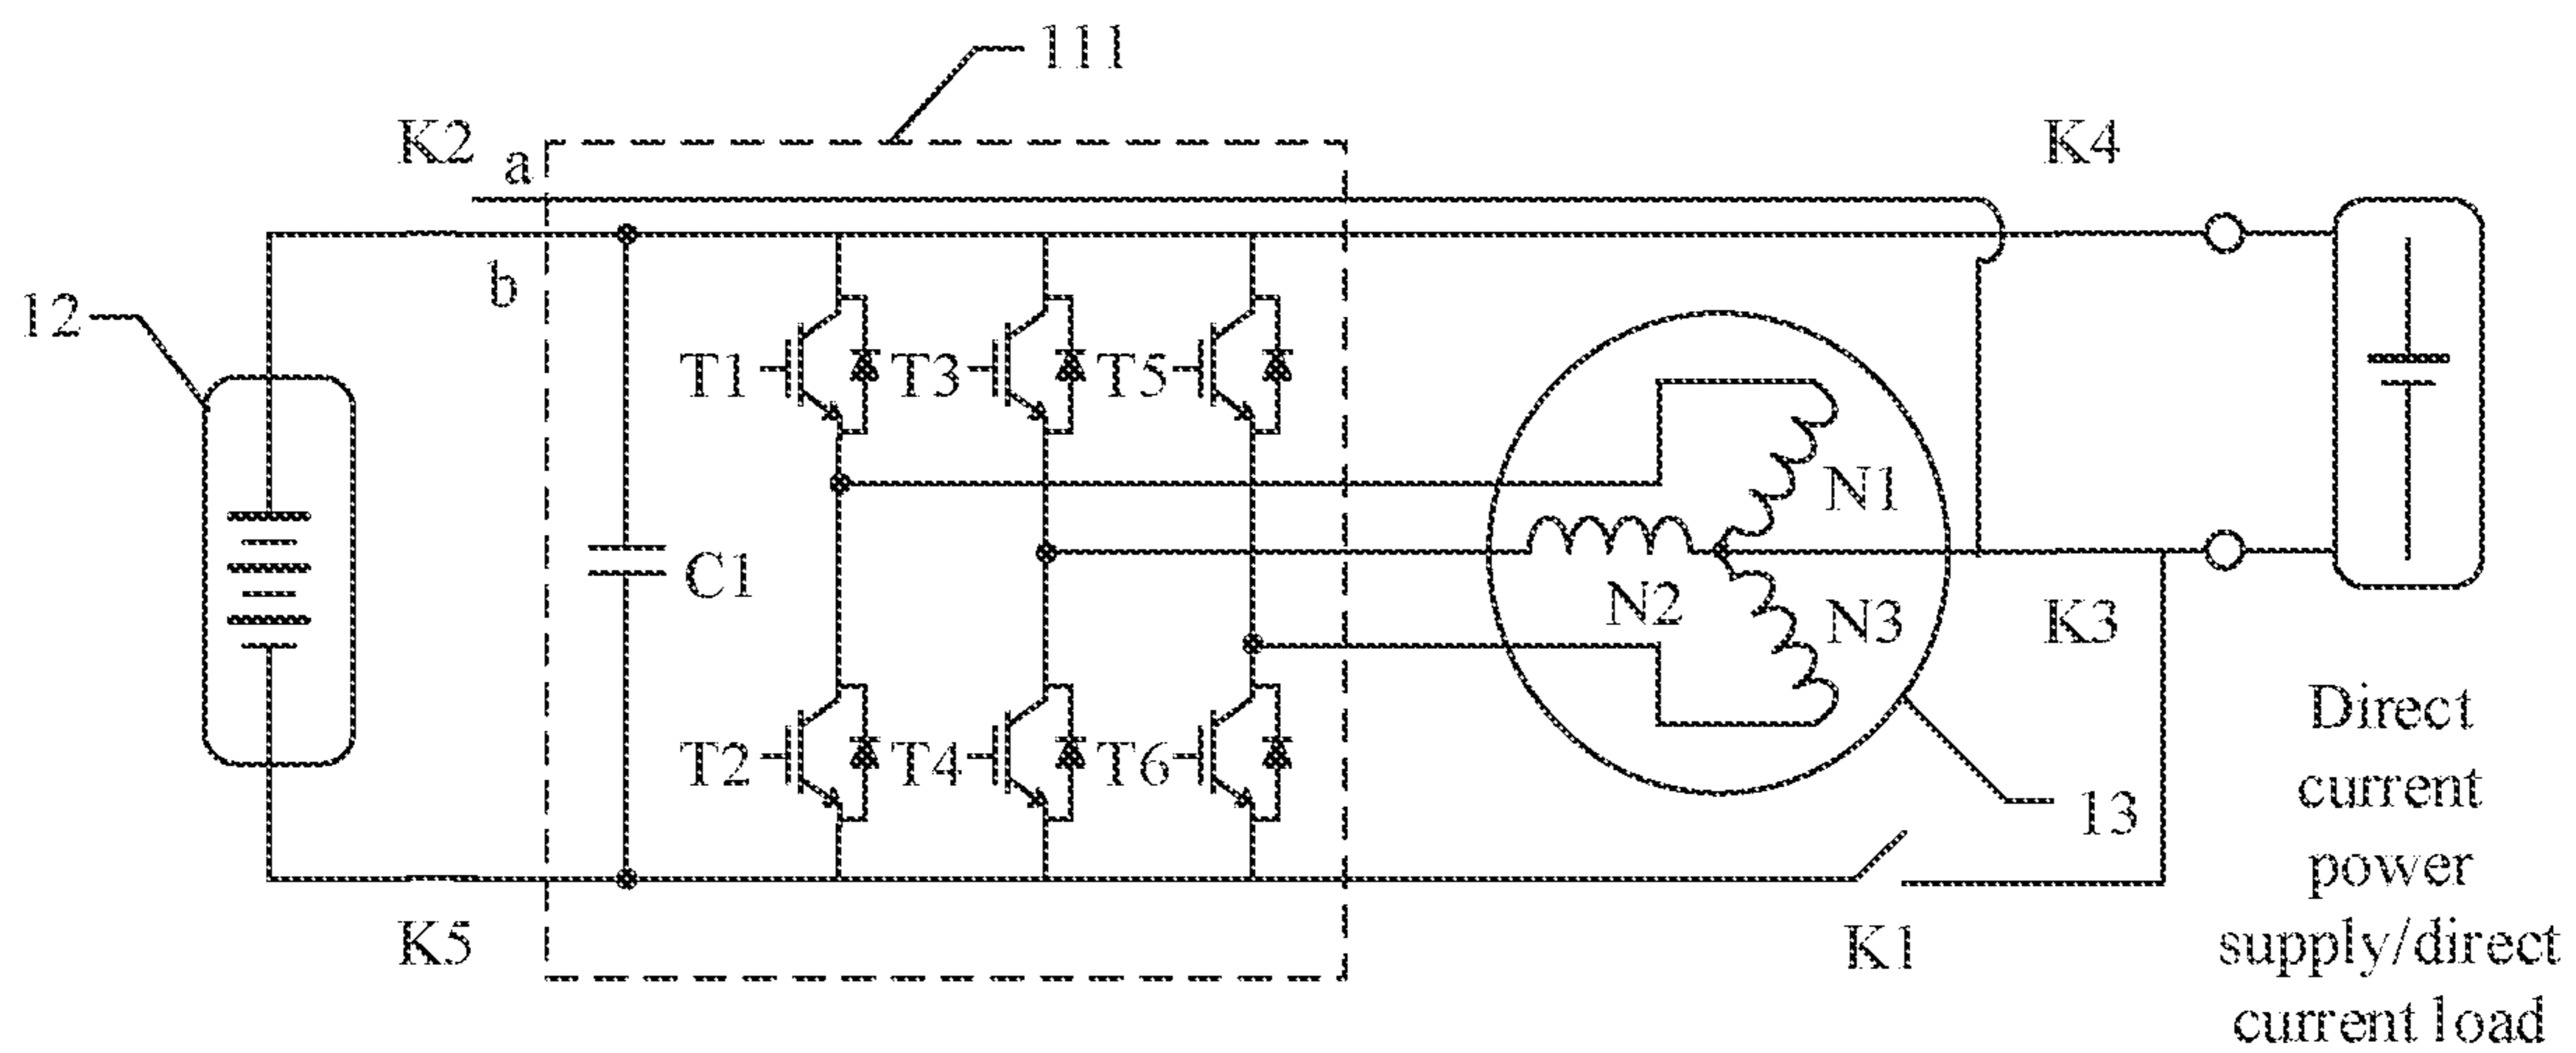 111
K2
a
K4
b
12
T1
T3
T5
N1
C1
N2
N3
K3
T2
T4
T6
13
K5
K1
Direct
current
power
supply/direct
current load